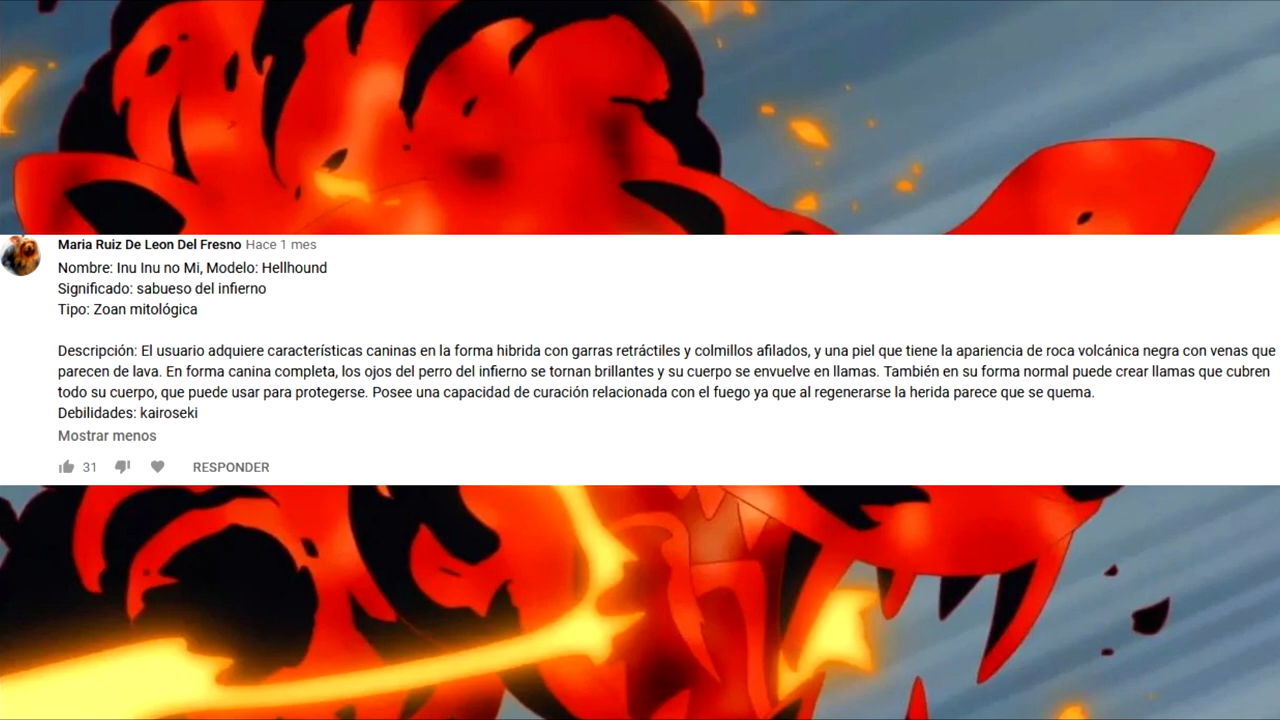 Maria Ruiz De Leon Del Fresno Hace 1 mes
Nombre: Inu Inu no Mi, Modelo: Hellhound
Significado: sabueso del infierno
Tipo: Zoan mitológica
Descripción: El usuario adquiere características caninas en la forma hibrida con garras retráctiles y colmillos afilados, y una piel que tiene la apariencia de roca volcánica negra con venas que
parecen de lava. En forma canina completa, los ojos del perro del infierno se tornan brillantes y su cuerpo se envuelve en llamas. También en su forma normal puede crear llamas que cubren
todo su cuerpo, que puede usar para protegerse. Posee una capacidad de curación relacionada con el fuego ya que al regenerarse la herida parece que se quema.
Debilidades: kairoseki
Mostrar menos
31 RESPONDER